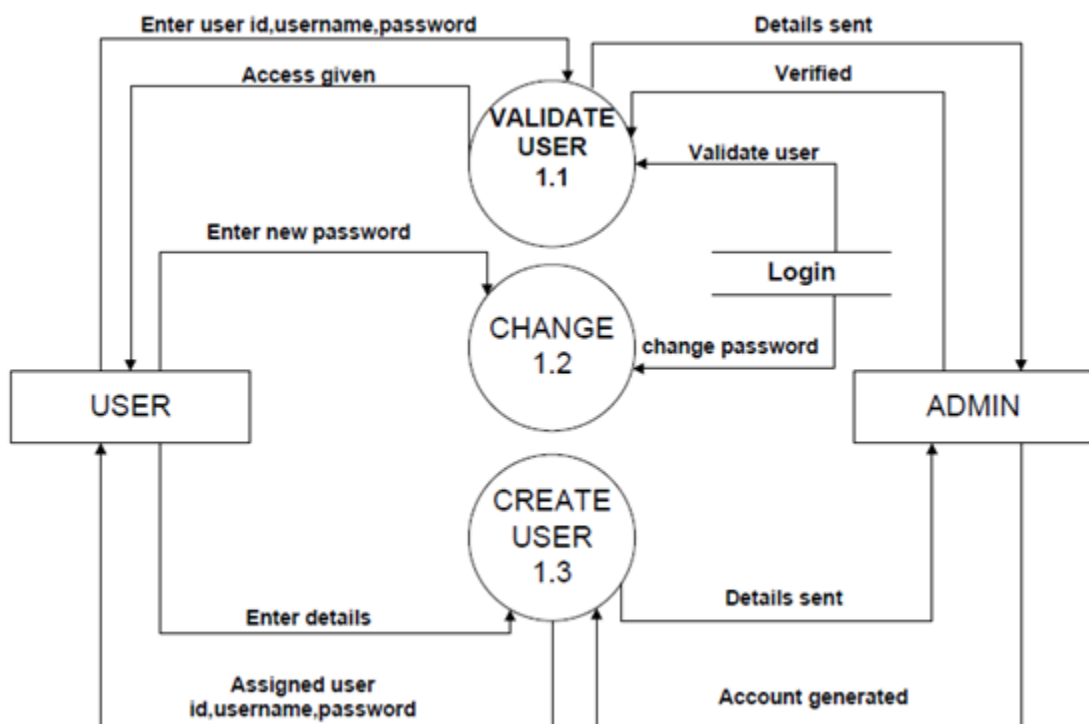 Enter user id,username,password
Details sent
Access given
Verified
VALIDATE
USER
1.1
Validate user
Enter new password
Login
CHANGE
1.2
change password
USER
ADMIN
CREATE
USER
1.3
Enter details
Details sent
Assigned user
id,username,password
Account generated